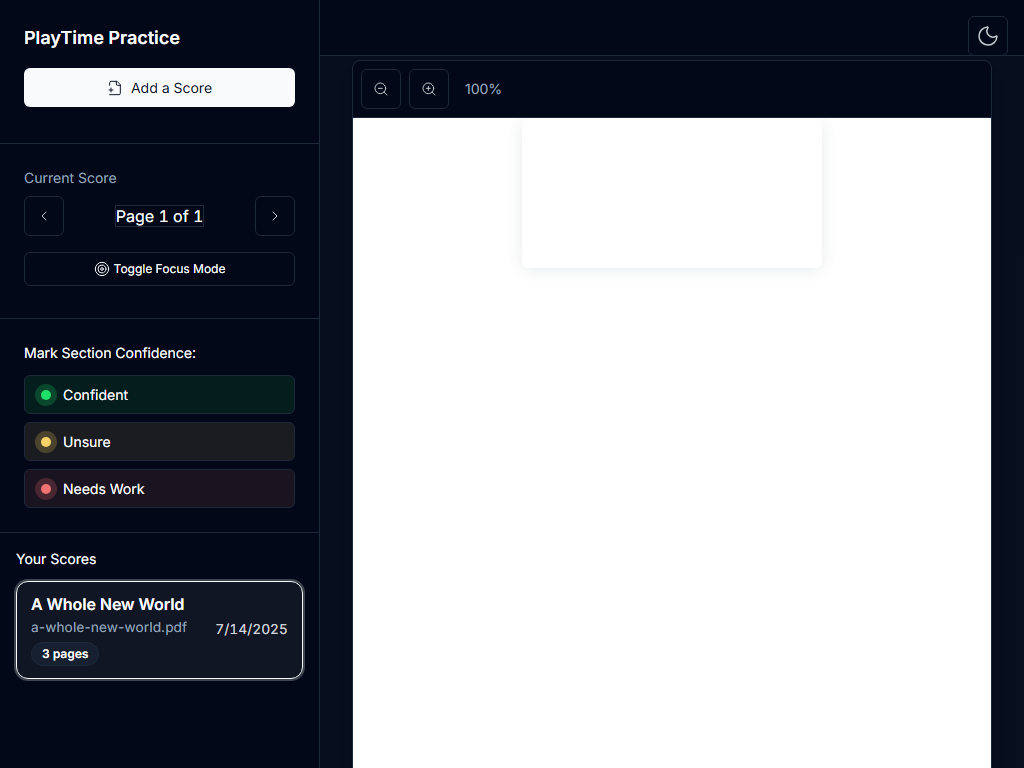 PlayTime Practice
Add a Score
100%
Current Score
Page 1 of 1
Toggle Focus Mode
Mark Section Confidence:
Confident
Unsure
Needs Work
Your Scores
A Whole New World
a-whole-new-world.pdf
7/14/2025
3 pages